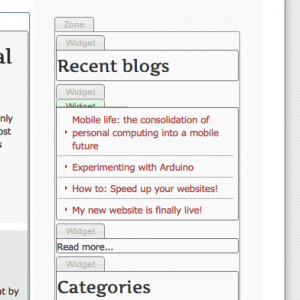 Zone
Widget
al
Recent blogs
Widget
Widget
Mobile life: the consolidation of
nly
personal computing into a mobile
ost
future
s
Experimenting with Arduino
How to: Speed up your websites!
My new website is finally live!
Widget
Read more...
Widget
Categories
at by